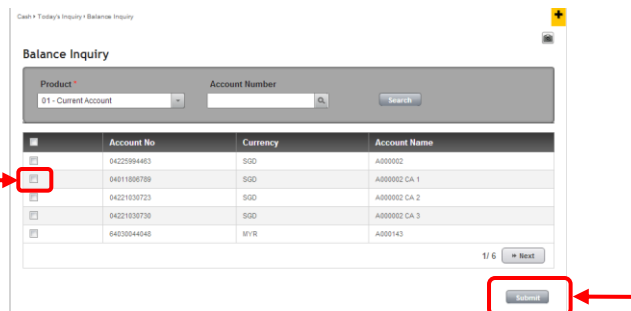 Cash › Today's Inquiry › Balance Inquiry
Balance Inquiry
Product * Account Number
01 - Current Account Search
Account No Currency Account Name
04225994463 SGD A000002
04011806789 SGD A000002 CA 1
04221030723 SGD A000002 CA 2
04221030730 SGD A000002 CA 3
64030044048 MYR A000143
1/ 6 Next
Submit